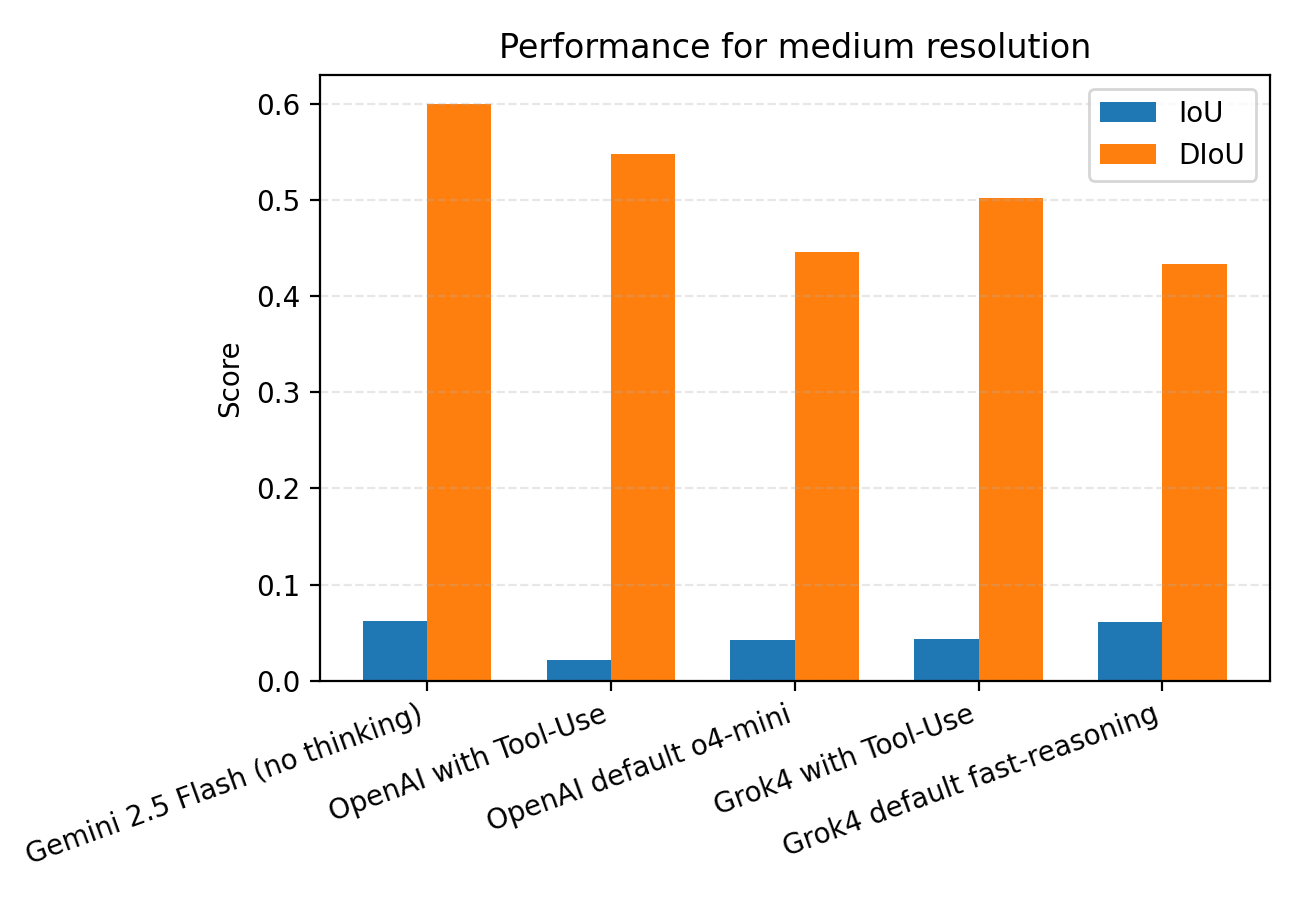 Performance for medium resolution
IoU
DIoU
Score
0.6
0.5
0.4
0.3
0.2
0.1
0.0
Gemini 2.5 Flash (no thinking)
OpenAI with Tool-Use
OpenAI default o4-mini
Grok4 with Tool-Use
Grok4 default fast-reasoning